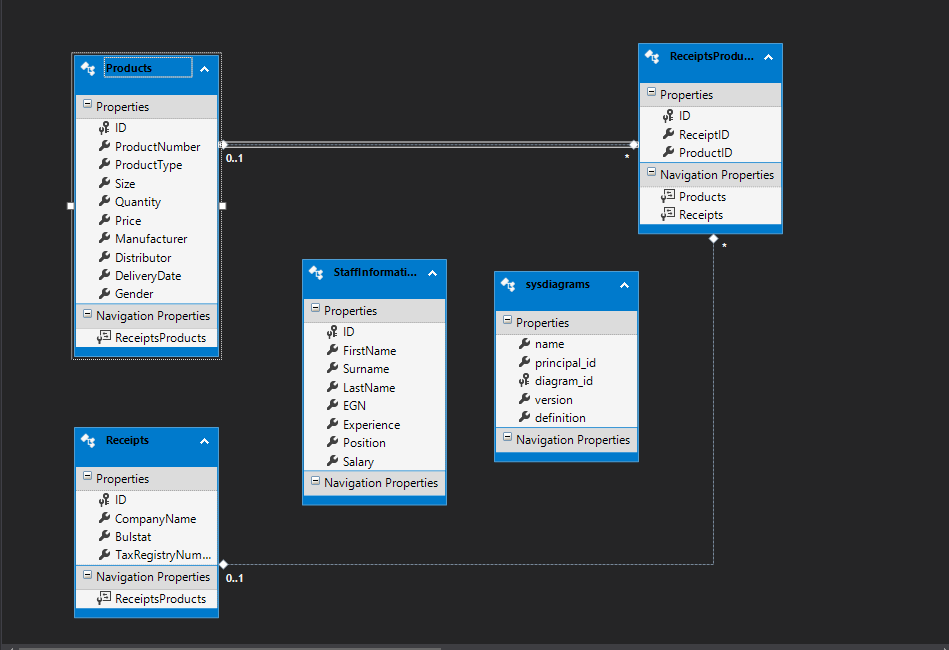 Products
Properties
ID
ProductNumber
ProductType
Size
Quantity
Price
Manufacturer
Distributor
DeliveryDate
Gender
Navigation Properties
ReceiptsProducts
0..1
*
ReceiptsProdu...
Properties
ID
ReceiptID
ProductID
Navigation Properties
Products
Receipts
*
StaffInformati...
Properties
ID
FirstName
Surname
LastName
EGN
Experience
Position
Salary
Navigation Properties
sysdiagrams
Properties
name
principal_id
diagram_id
version
definition
Navigation Properties
Receipts
Properties
ID
CompanyName
Bulstat
TaxRegistryNum...
Navigation Properties
ReceiptsProducts
0..1